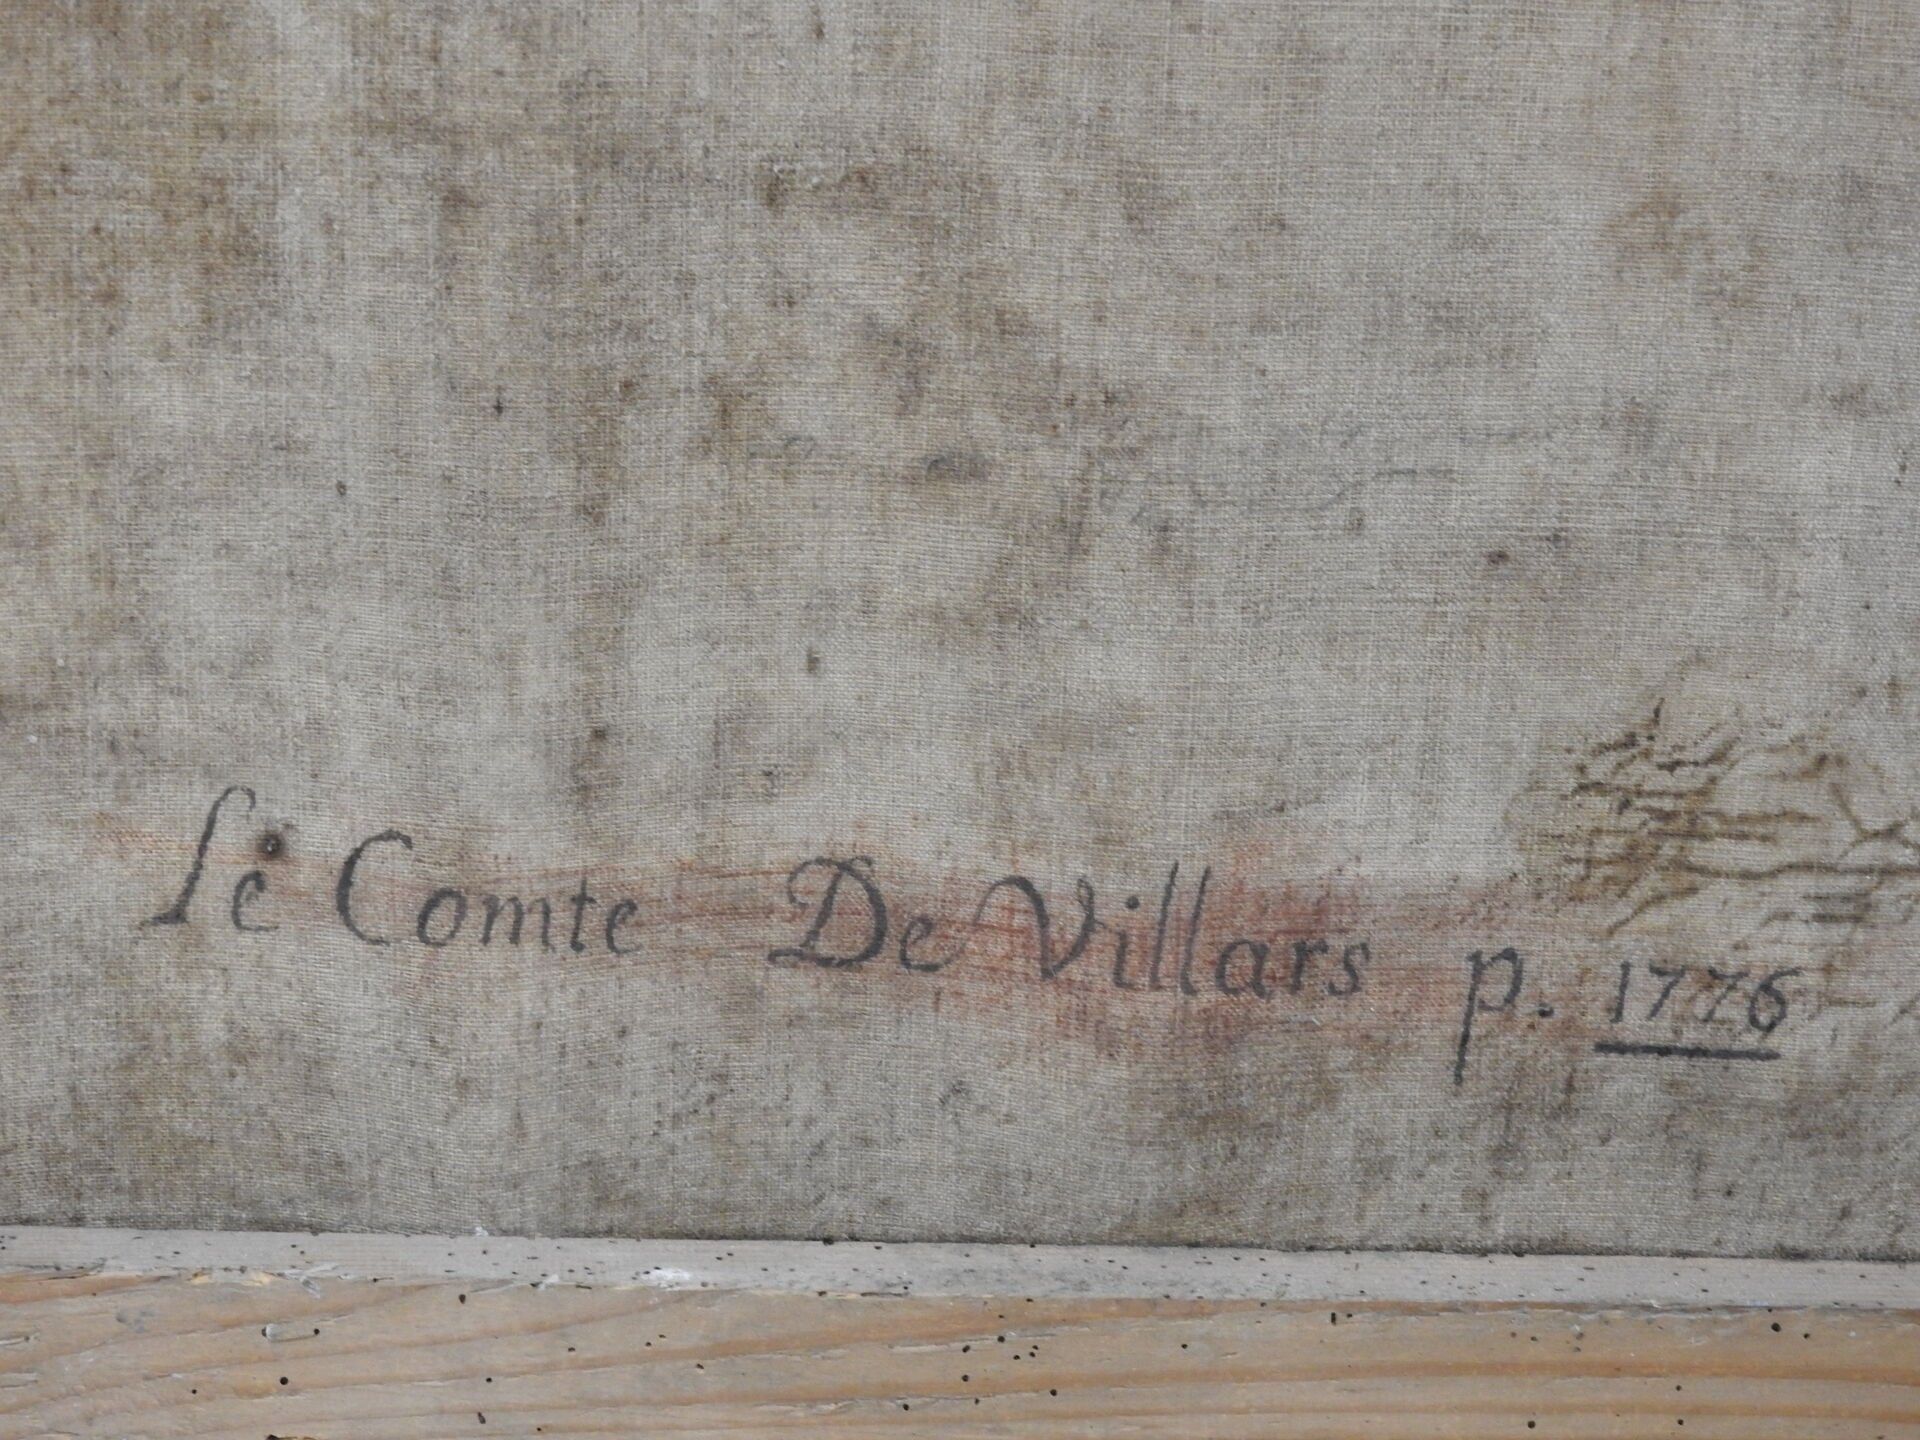 Le Comte De Villars p. 1776